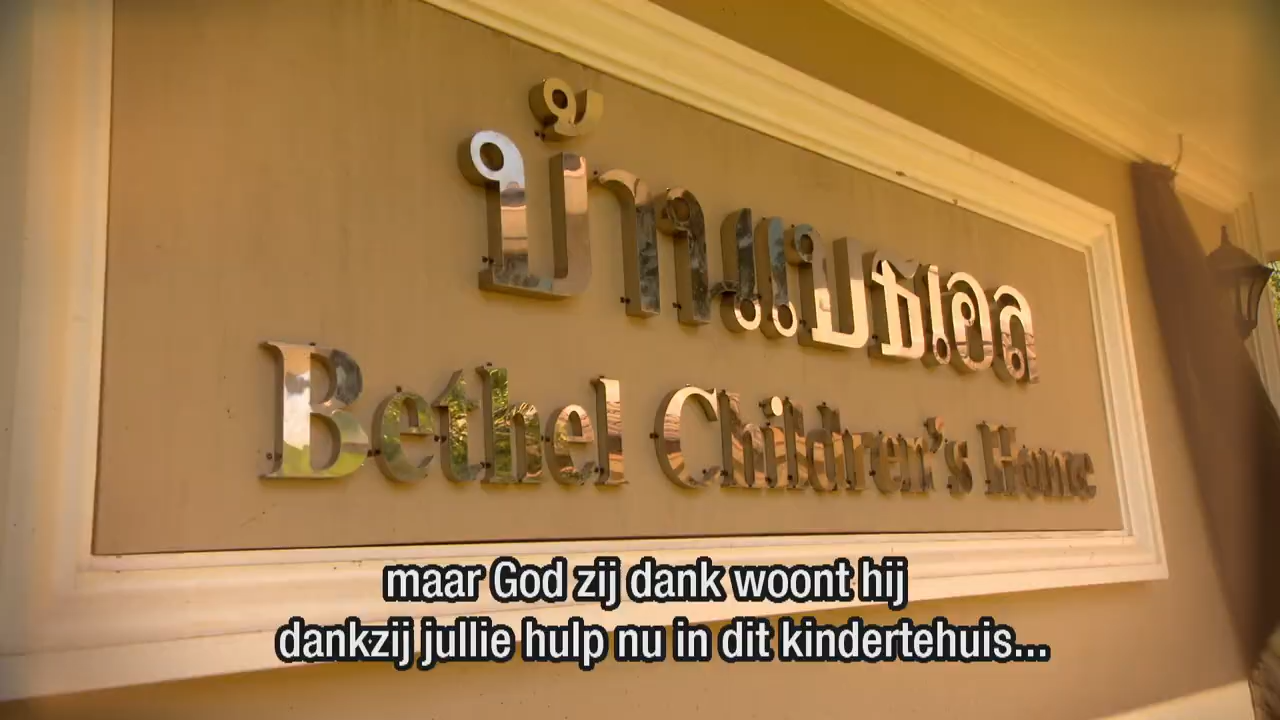 บ้านเบธเอล
Bethel Children's Home
maar God zij dank woont hij
dankzij jullie hulp nu in dit kindertehuis...